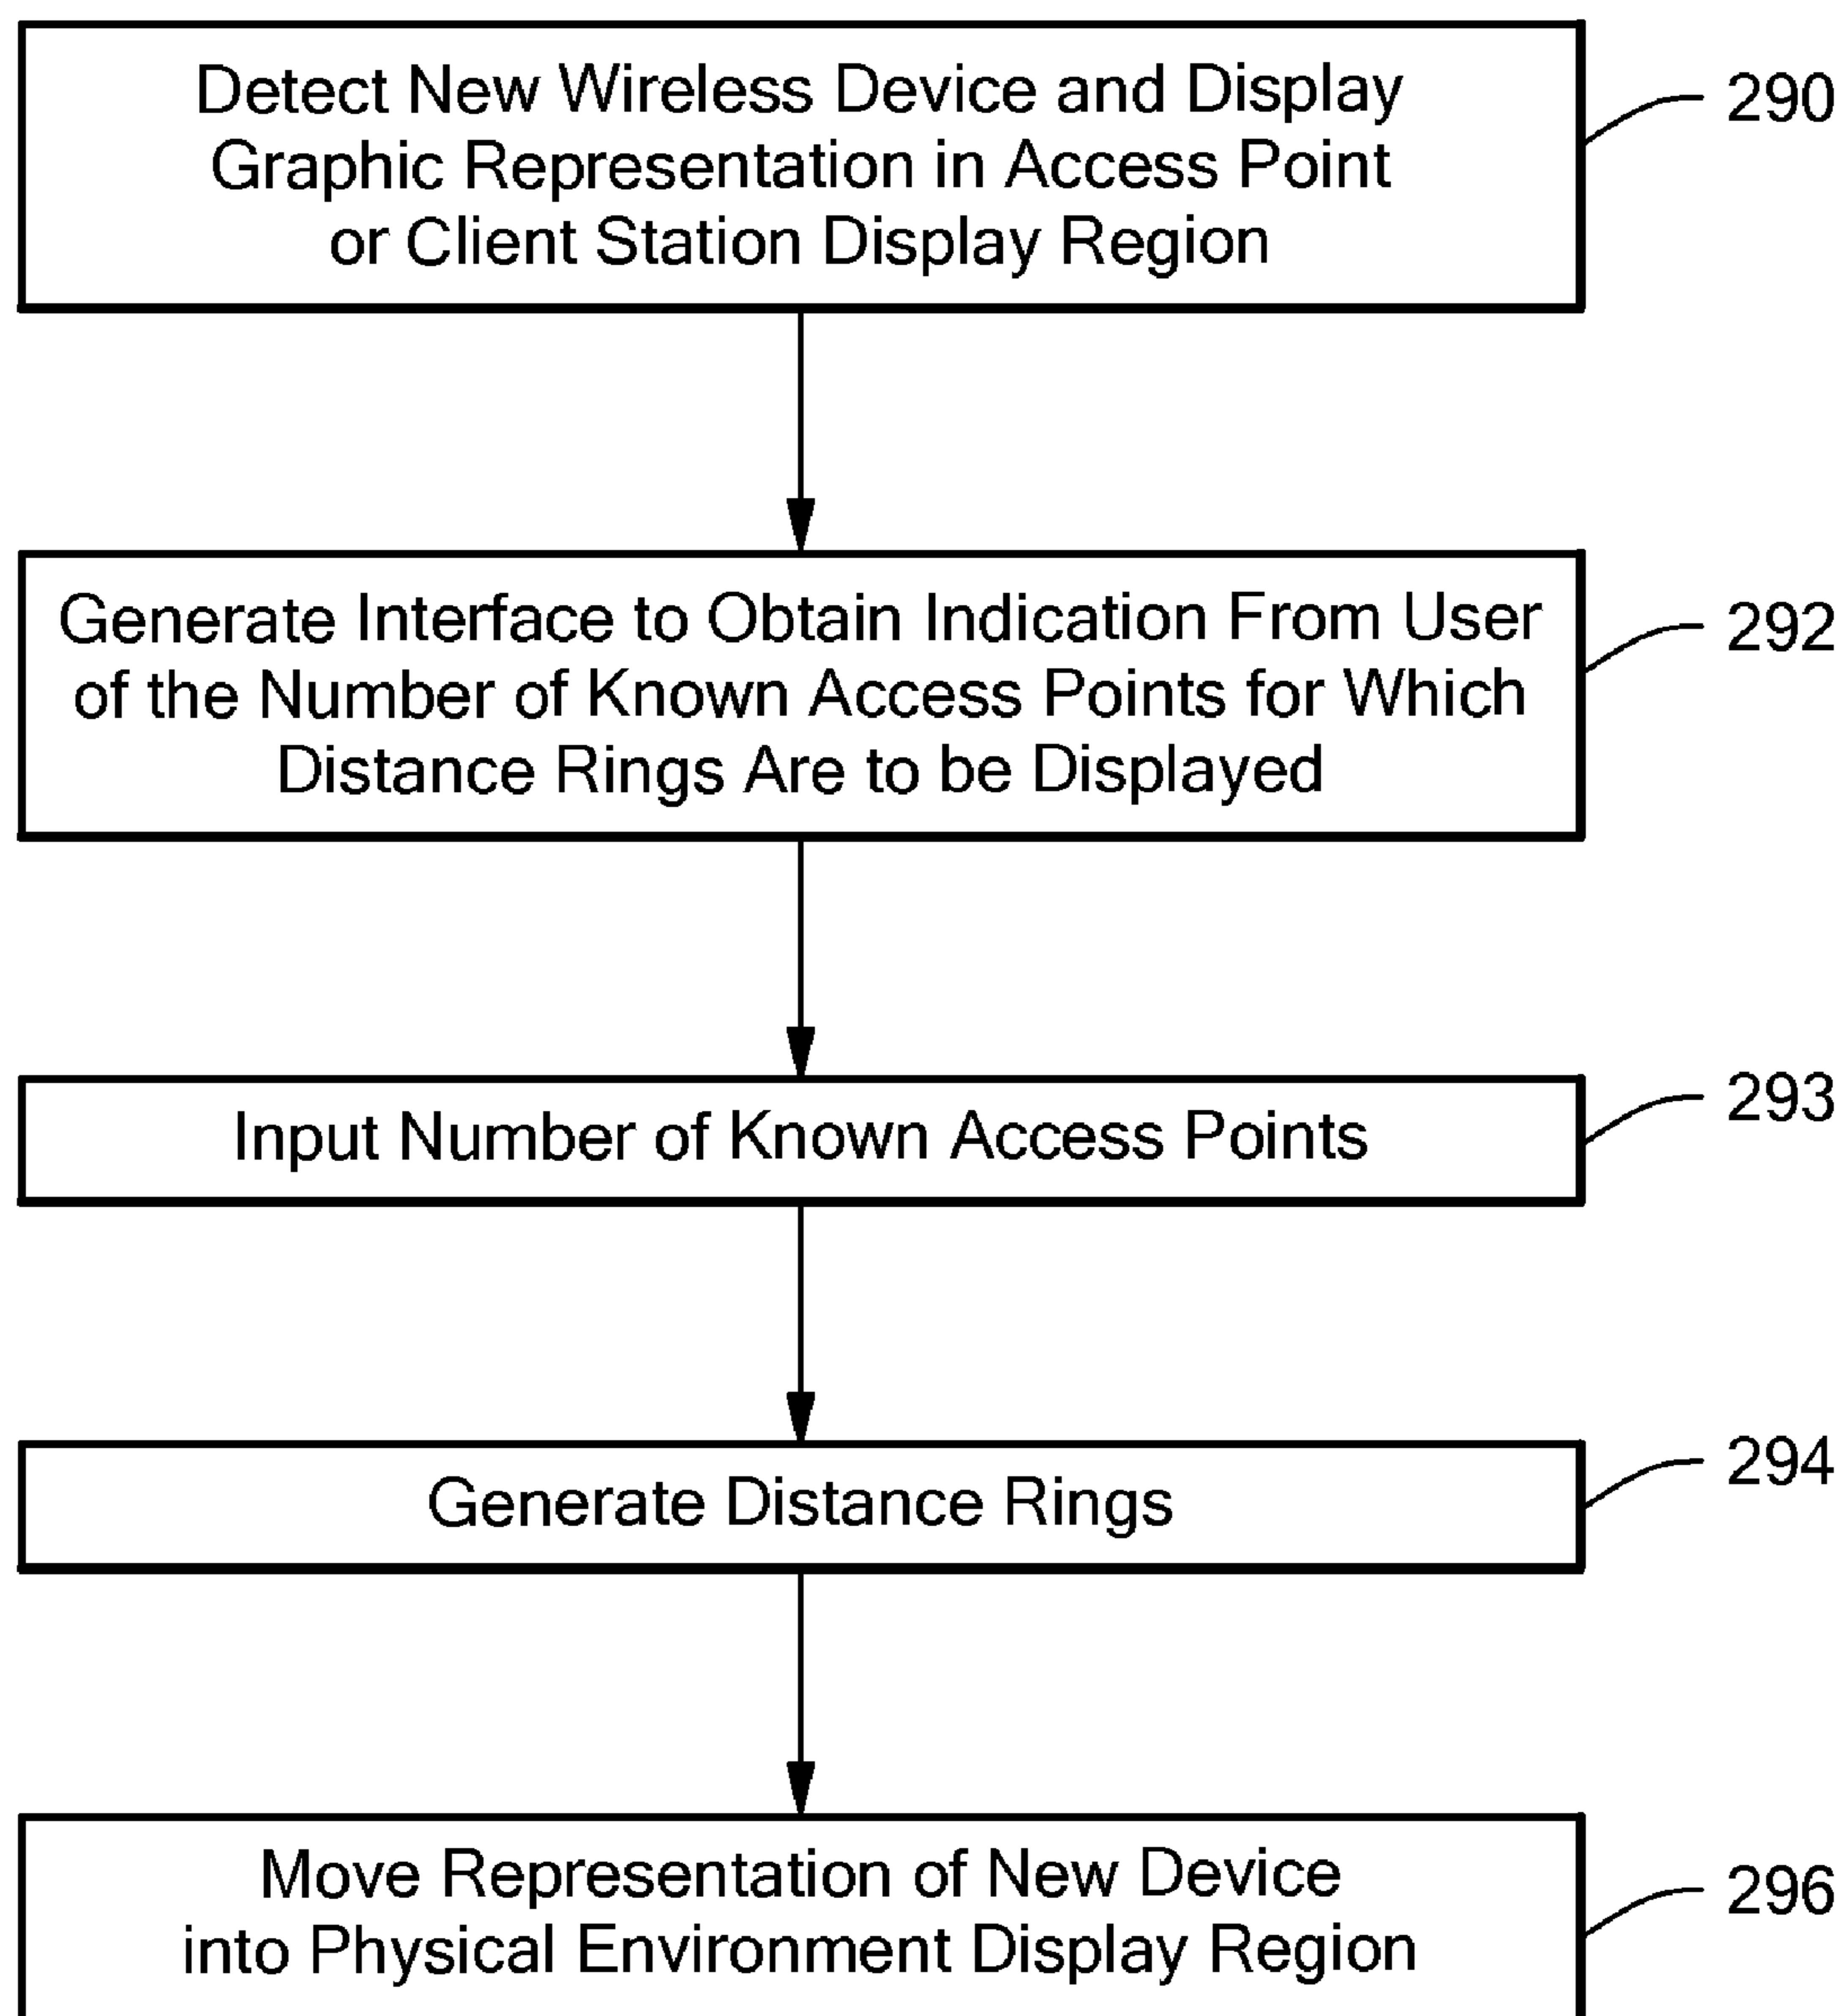 Detect New Wireless Device and Display
Graphic Representation in Access Point
or Client Station Display Region
290
Generate Interface to Obtain Indication From User
of the Number of Known Access Points for Which
Distance Rings Are to be Displayed
292
Input Number of Known Access Points
293
Generate Distance Rings
294
Move Representation of New Device
into Physical Environment Display Region
296